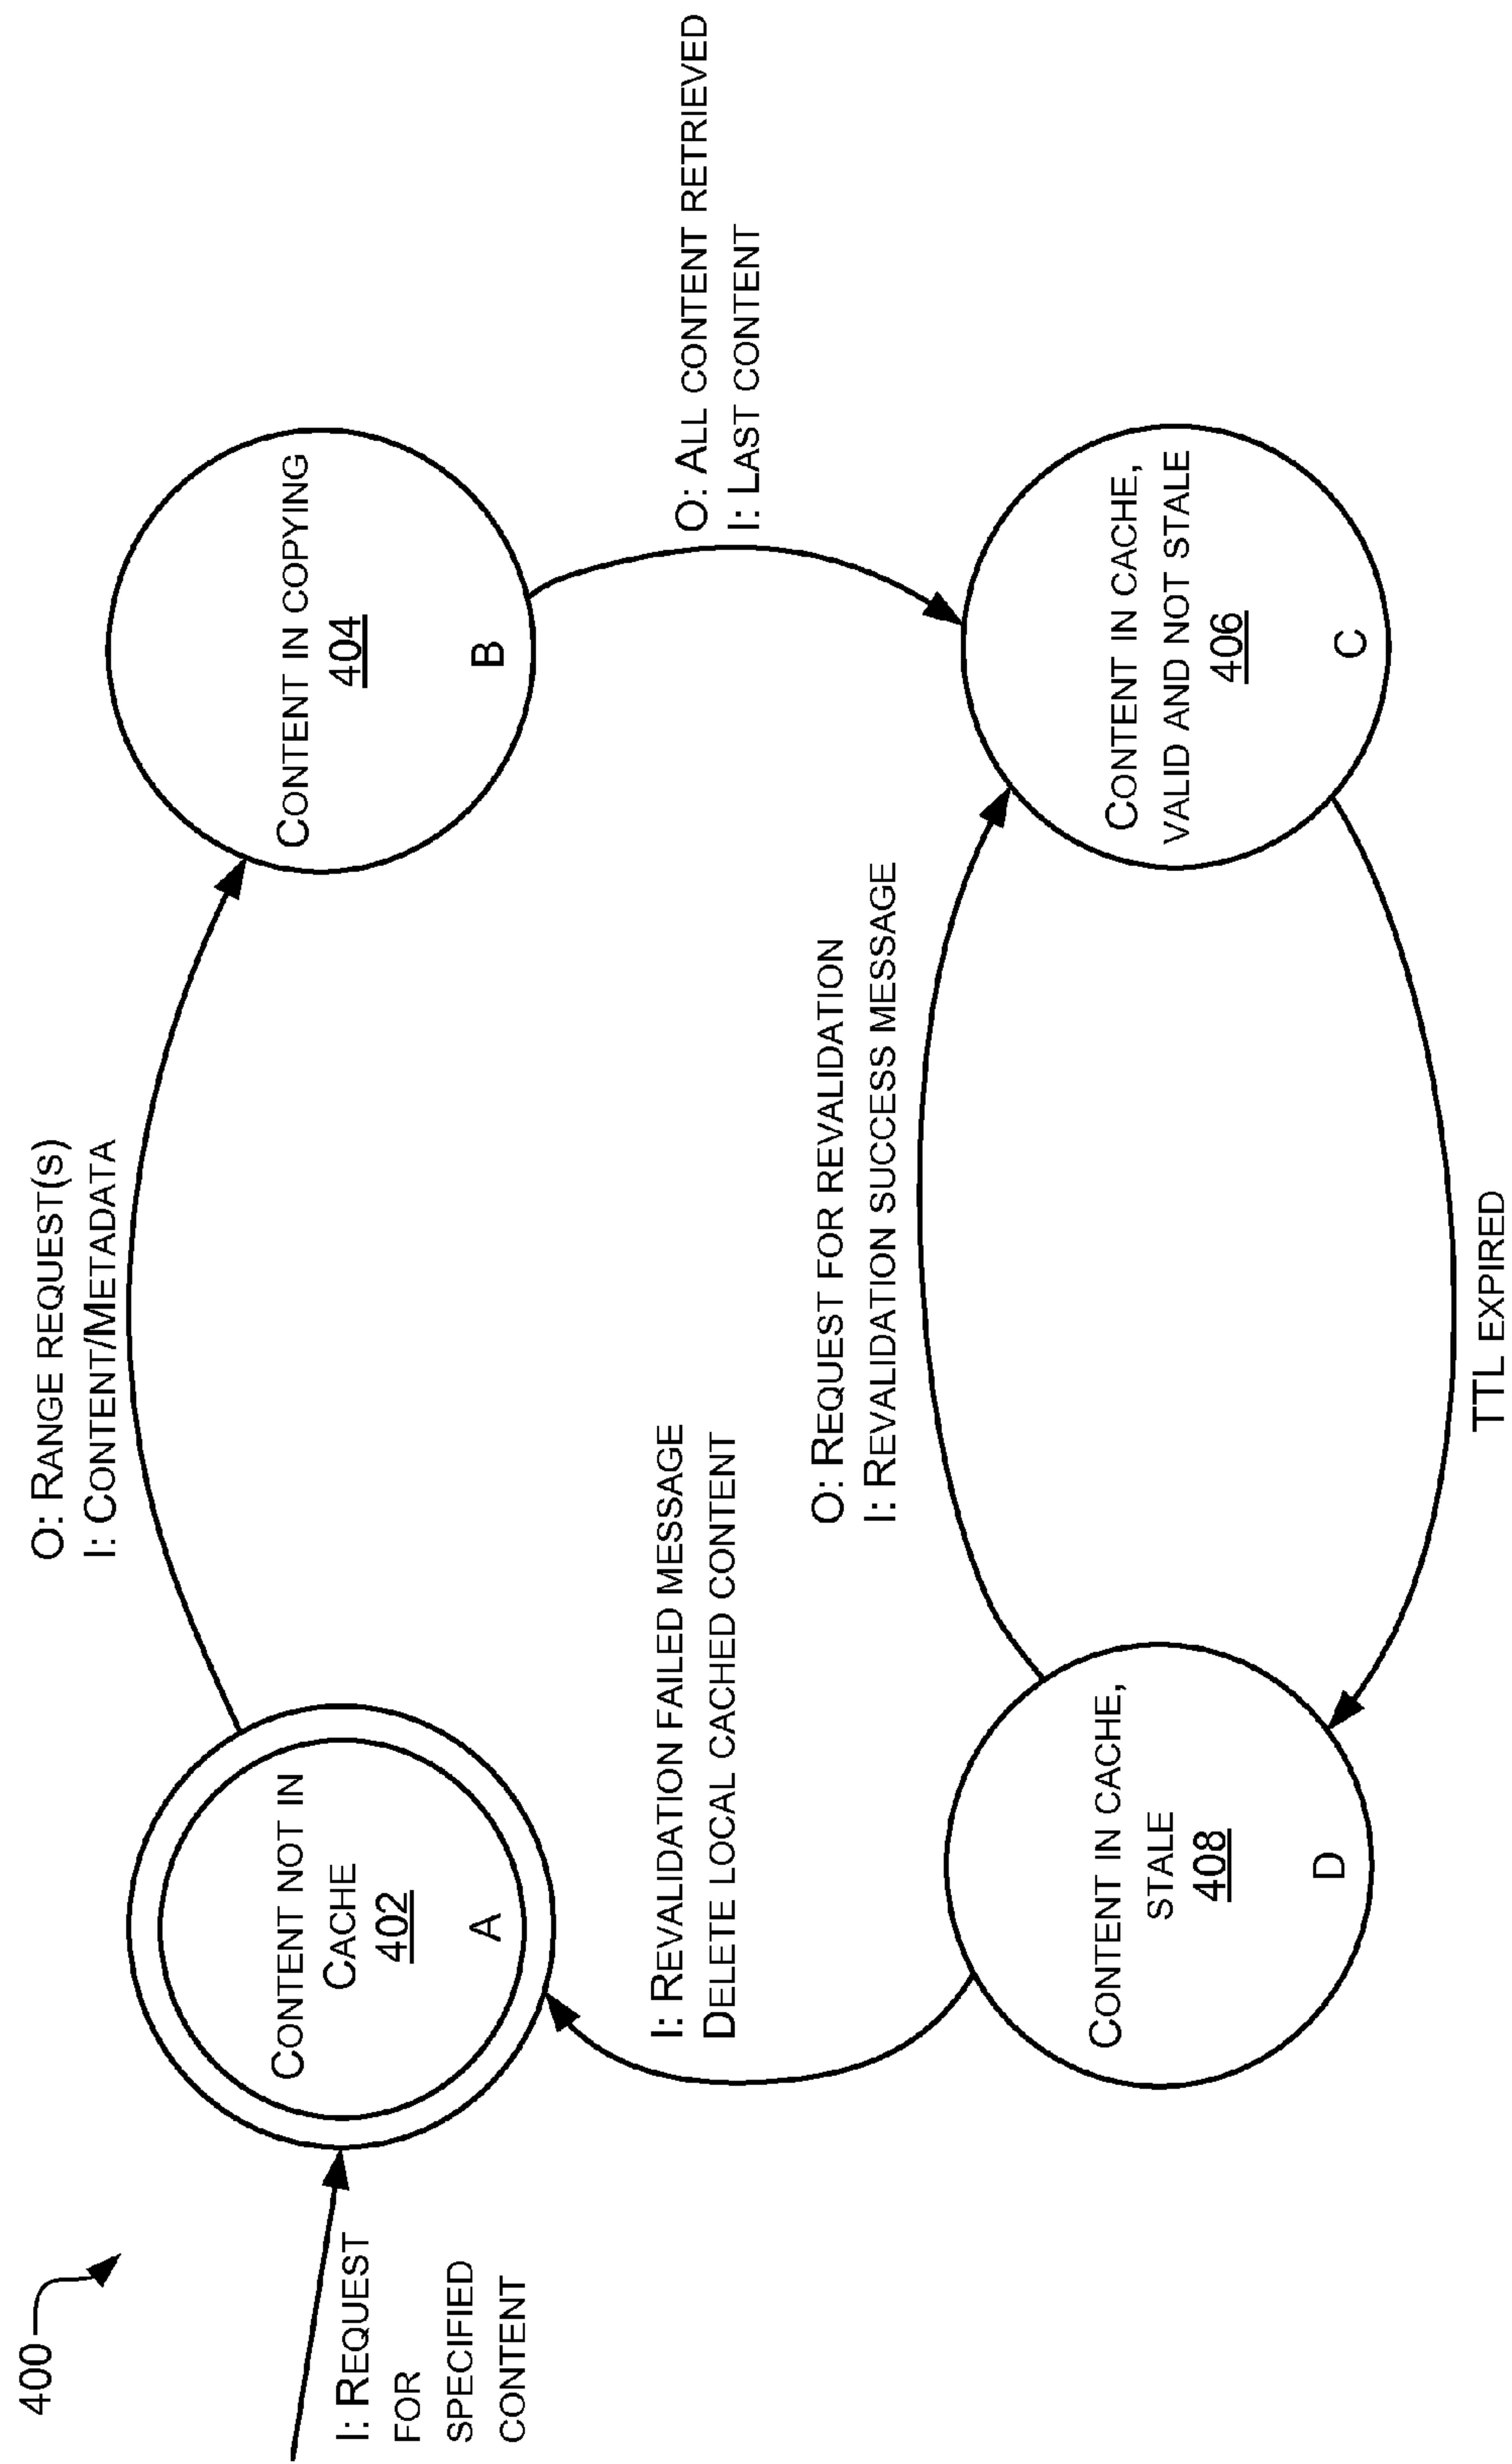 400
I: REQUEST
FOR
SPECIFIED
CONTENT
CONTENT NOT IN
CACHE
402
A
O: RANGE REQUEST(S)
I: CONTENT/METADATA
CONTENT IN COPYING
404
B
O: ALL CONTENT RETRIEVED
I: LAST CONTENT
I: REVALIDATION FAILED MESSAGE
DELETE LOCAL CACHED CONTENT
O: REQUEST FOR REVALIDATION
I: REVALIDATION SUCCESS MESSAGE
CONTENT IN CACHE,
STALE
408
D
CONTENT IN CACHE,
VALID AND NOT STALE
406
C
TTL EXPIRED